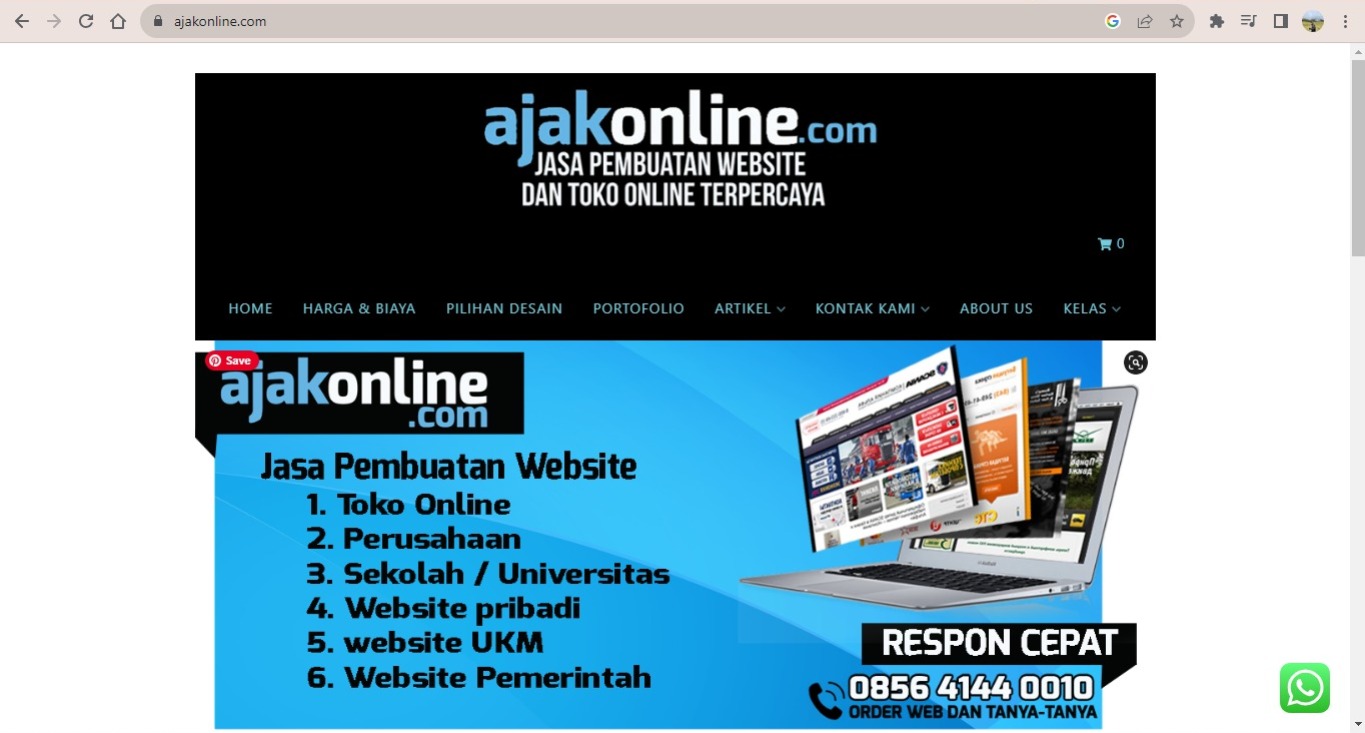 ajakonline.com
ajakonline.com
JASA PEMBUATAN WEBSITE
DAN TOKO ONLINE TERPERCAYA
0
HOME HARGA & BIAYA PILIHAN DESAIN PORTOFOLIO ARTIKEL KONTAK KAMI ABOUT US KELAS
Save
ajakonline
.com
Jasa Pembuatan Website
1. Toko Online
2. Perusahaan
3. Sekolah / Universitas
4. Website pribadi
5. website UKM
6. Website Pemerintah
RESPON CEPAT
0856 4144 0010
ORDER WEB DAN TANYA-TANYA